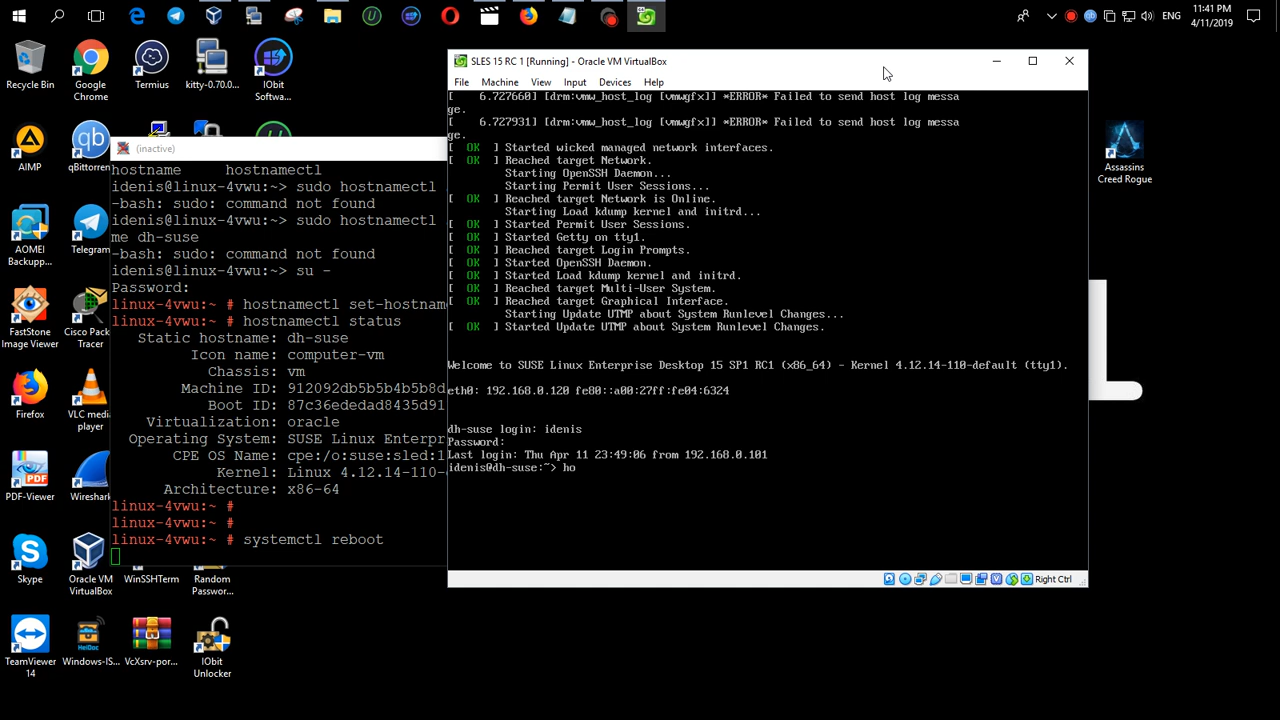 ENG
11:41 PM
4/11/2019
Recycle Bin
Google
Chrome
Termius
kitty-0.70.0...
IObit
Softwa...
AIMP
qBittorren...
AOMEI
Backupp...
Telegram
FastStone
Image Viewer
Cisco Packet
Tracer
Firefox
VLC media
player
PDF-Viewer
Wireshark
Skype
Oracle VM
VirtualBox
WinSSHTerm
Random
Passwor...
TeamViewer
14
Windows-IS...
VcXsrv-por...
IObit
Unlocker
Assassins
Creed Rogue
(inactive)
hostname    hostnamectl
idenis@linux-4vwu:~> sudo hostnamectl
-bash: sudo: command not found
idenis@linux-4vwu:~> sudo hostnamectl
me dh-suse
-bash: sudo: command not found
idenis@linux-4vwu:~> su -
Password:
linux-4vwu:~ # hostnamectl set-hostname
linux-4vwu:~ # hostnamectl status
Static hostname: dh-suse
Icon name: computer-vm
Chassis: vm
Machine ID: 912092db5b5b4b5b8d
Boot ID: 87c36ededad8435d91
Virtualization: oracle
Operating System: SUSE Linux Enterpr
CPE OS Name: cpe:/o:suse:sled:1
Kernel: Linux 4.12.14-110-
Architecture: x86-64
linux-4vwu:~ #
linux-4vwu:~ #
linux-4vwu:~ # systemctl reboot
SLES 15 RC 1 [Running] - Oracle VM VirtualBox
File Machine View Input Devices Help
[    6.727660] [drm:vmw_host_log [vmwgfx]] *ERROR* Failed to send host log messa
ge.
[    6.727931] [drm:vmw_host_log [vmwgfx]] *ERROR* Failed to send host log messa
ge.
[  OK  ] Started wicked managed network interfaces.
[  OK  ] Reached target Network.
Starting OpenSSH Daemon...
Starting Permit User Sessions...
[  OK  ] Reached target Network is Online.
Starting Load kdump kernel and initrd...
[  OK  ] Started Permit User Sessions.
[  OK  ] Started Getty on tty1.
[  OK  ] Reached target Login Prompts.
[  OK  ] Started OpenSSH Daemon.
[  OK  ] Started Load kdump kernel and initrd.
[  OK  ] Reached target Multi-User System.
[  OK  ] Reached target Graphical Interface.
Starting Update UTMP about System Runlevel Changes...
[  OK  ] Started Update UTMP about System Runlevel Changes.
Welcome to SUSE Linux Enterprise Desktop 15 SP1 RC1 (x86_64) - Kernel 4.12.14-110-default (tty1).
eth0: 192.168.0.120 fe80::a00:27ff:fe04:6324
dh-suse login: idenis
Password:
Last login: Thu Apr 11 23:49:06 from 192.168.0.101
idenis@dh-suse:~> ho
Right Ctrl